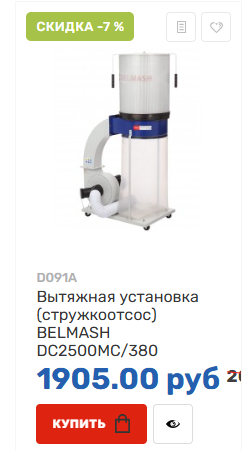 СКИДКА -7 %
BELMASH
D091A
Вытяжная установка
(стружкоотсос)
BELMASH
DC2500MC/380
1905.00 руб
КУПИТЬ